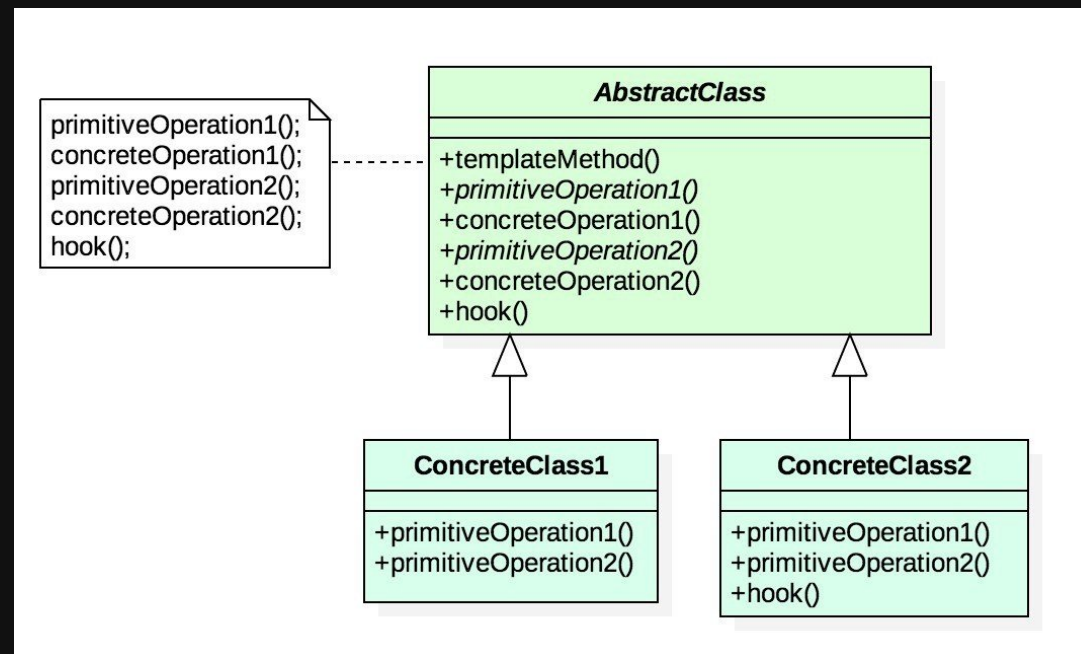 primitiveOperation1();
concreteOperation1();
primitiveOperation2();
concreteOperation2();
hook();
AbstractClass
+templateMethod()
+primitiveOperation1()
+concreteOperation1()
+primitiveOperation2()
+concreteOperation2()
+hook()
ConcreteClass1
+primitiveOperation1()
+primitiveOperation2()
ConcreteClass2
+primitiveOperation1()
+primitiveOperation2()
+hook()